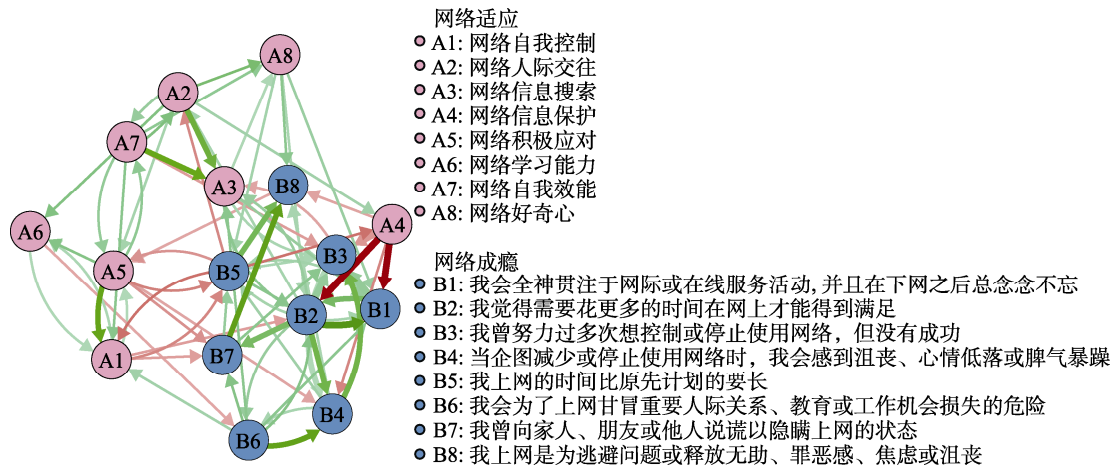 A8
A2
A7
A3
B8
A6
A4
B3
A5
B5
B2
B1
B7
A1
B4
B6
网络适应
A1: 网络自我控制
A2: 网络人际交往
A3: 网络信息搜索
A4: 网络信息保护
A5: 网络积极应对
A6: 网络学习能力
A7: 网络自我效能
A8: 网络好奇心
网络成瘾
B1: 我会全神贯注于网际或在线服务活动, 并且在下网之后总念念不忘
B2: 我觉得需要花更多的时间在网上才能得到满足
B3: 我曾努力过多次想控制或停止使用网络，但没有成功
B4: 当企图减少或停止使用网络时，我会感到沮丧、心情低落或脾气暴躁
B5: 我上网的时间比原先计划的要长
B6: 我会为了上网甘冒重要人际关系、教育或工作机会损失的危险
B7: 我曾向家人、朋友或他人说谎以隐瞒上网的状态
B8: 我上网是为逃避问题或释放无助、罪恶感、焦虑或沮丧